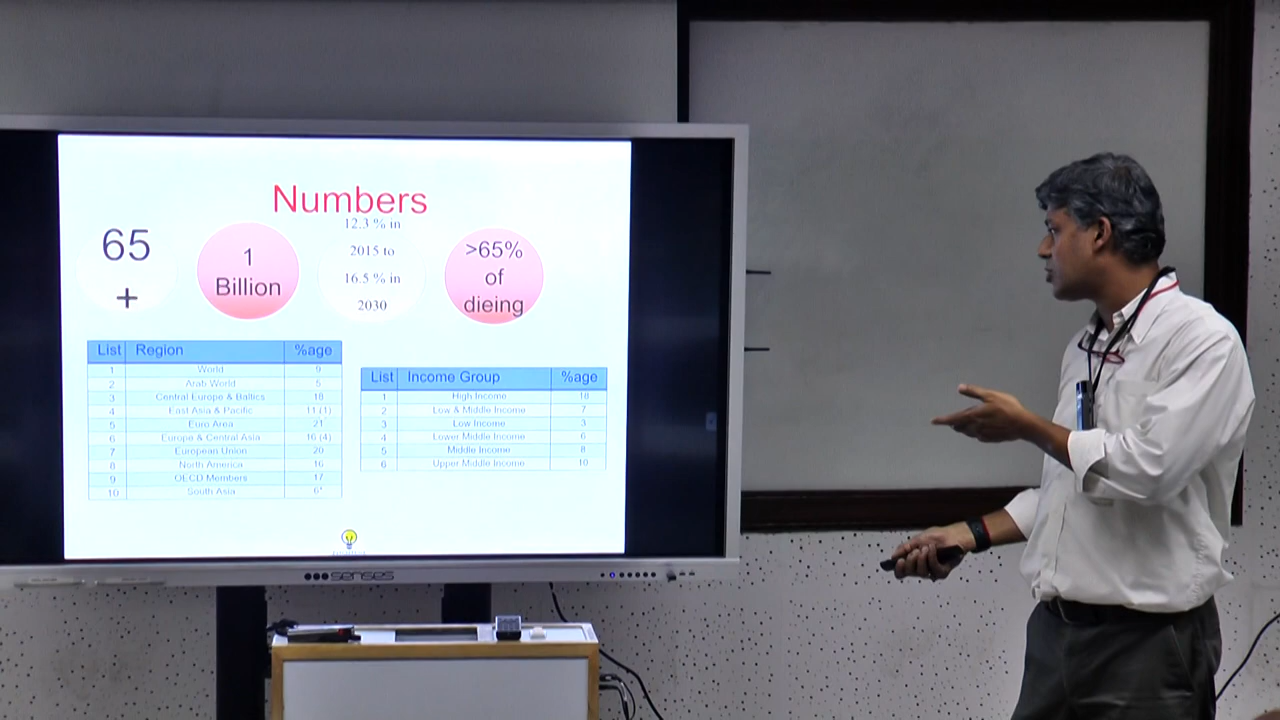 Numbers
65
+
1
Billion
12.3 % in
2015 to
16.5 % in
2030
>65%
of
dieing
List Region %age
1 World 9
2 Arab World 5
3 Central Europe & Baltics 18
4 East Asia & Pacific 11 (1)
5 Euro Area 21
6 Europe & Central Asia 16 (4)
7 European Union 20
8 North America 16
9 OECD Members 17
10 South Asia 6*
List Income Group %age
1 High Income 18
2 Low & Middle Income 7
3 Low Income 3
4 Lower Middle Income 6
5 Middle Income 8
6 Upper Middle Income 10
senses